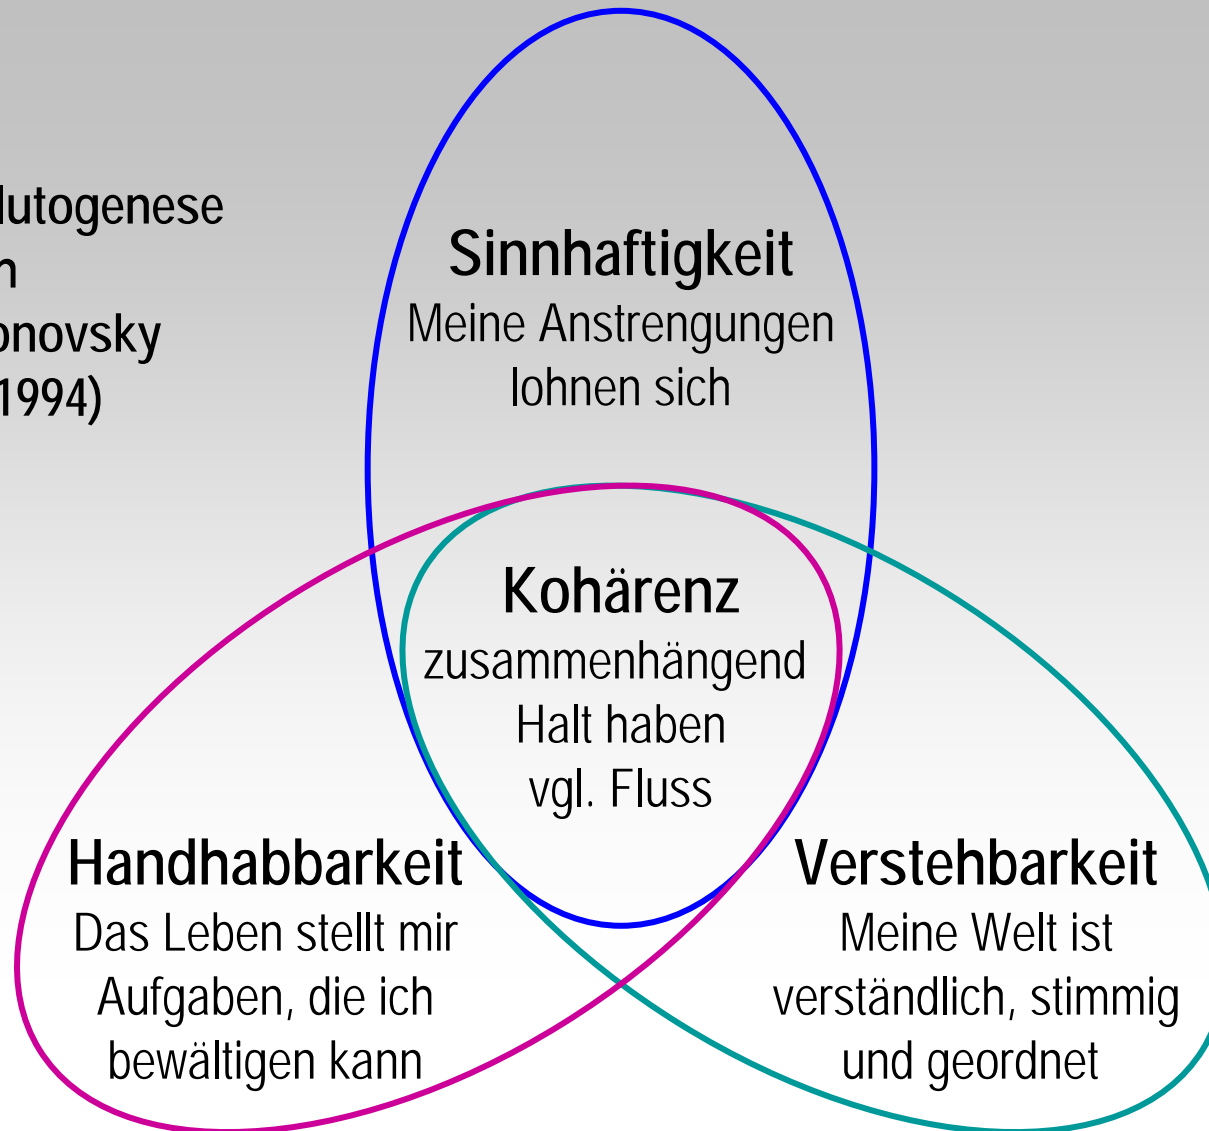 lutogenese
n
onovsky
1994)
Sinnhaftigkeit
Meine Anstrengungen
lohnen sich
Kohärenz
zusammenhängend
Halt haben
vgl. Fluss
Handhabbarkeit
Das Leben stellt mir
Aufgaben, die ich
bewältigen kann
Verstehbarkeit
Meine Welt ist
verständlich, stimmig
und geordnet